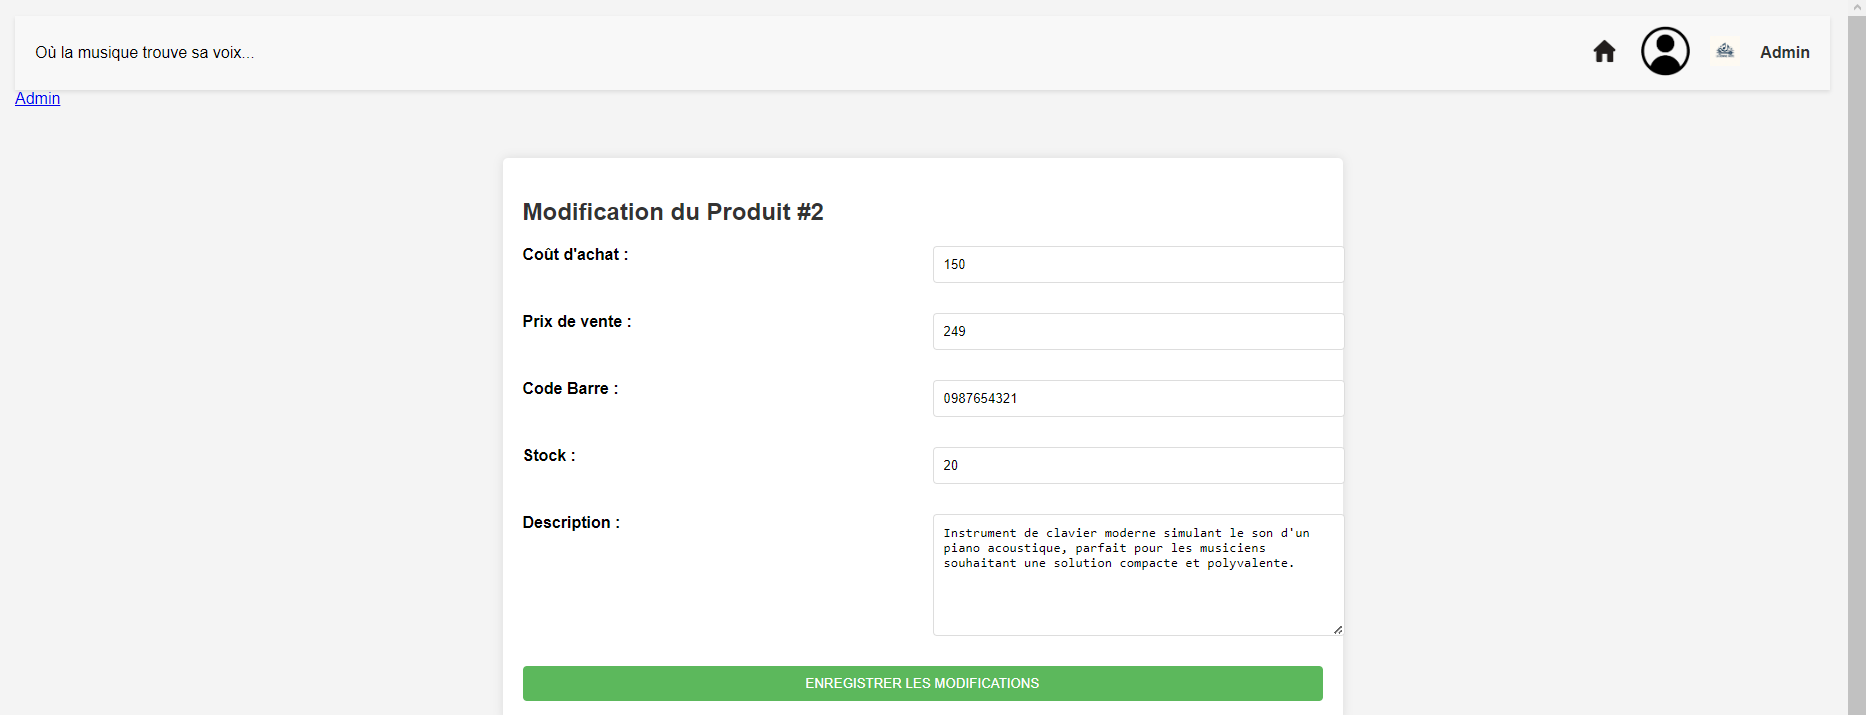 Où la musique trouve sa voix...
Admin
Admin
Modification du Produit #2
Coût d'achat :
150
Prix de vente :
249
Code Barre :
0987654321
Stock :
20
Description :
Instrument de clavier moderne simulant le son d'un
piano acoustique, parfait pour les musiciens
souhaitant une solution compacte et polyvalente.
ENREGISTRER LES MODIFICATIONS